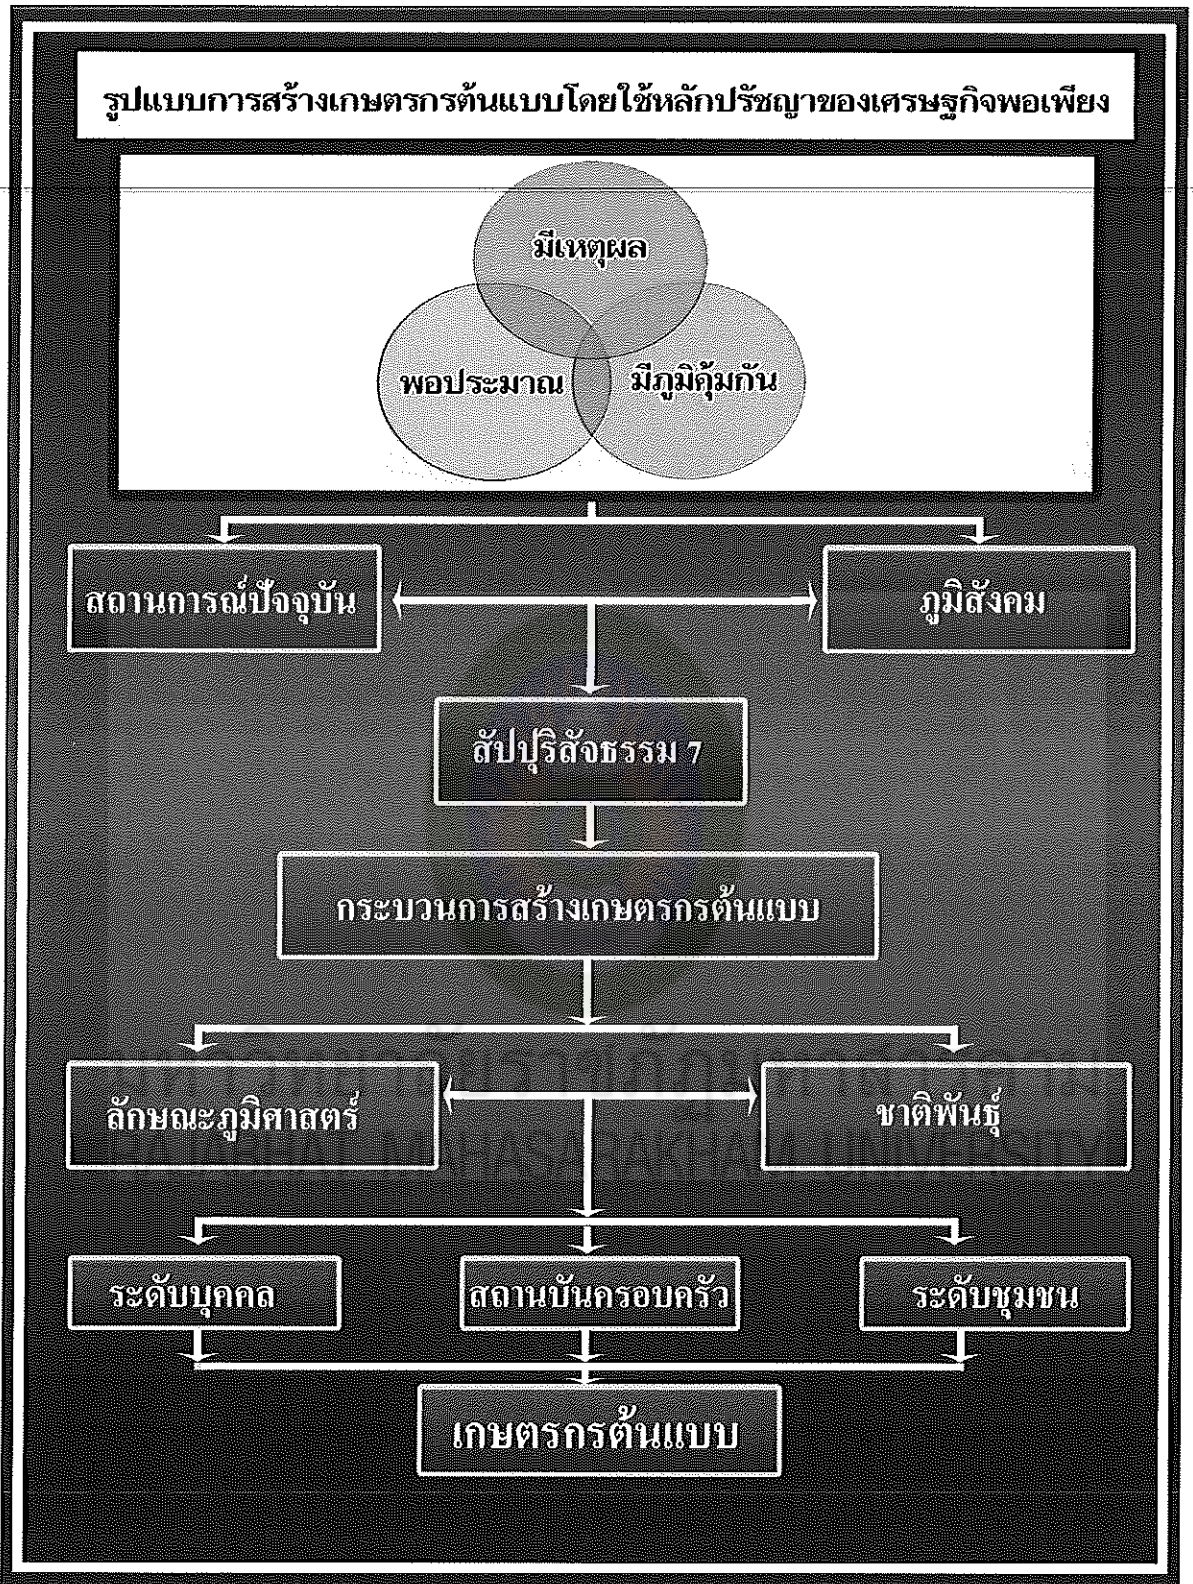 รูปแบบการสร้างเกษตรกรต้นแบบโดยใช้หลักปรัชญาของเศรษฐกิจพอเพียง
มีเหตุผล
พอประมาณ
มีภูมิคุ้มกัน
สถานการณ์ปัจจุบัน
ภูมิสังคม
สัปปุริสัจธรรม 7
กระบวนการสร้างเกษตรกรต้นแบบ
ลักษณะภูมิศาสตร์
ชาติพันธุ์
MAHASARAKHAM UNIVERSITY
ระดับบุคคล
สถานบันครอบครัว
ระดับชุมชน
เกษตรกรต้นแบบ